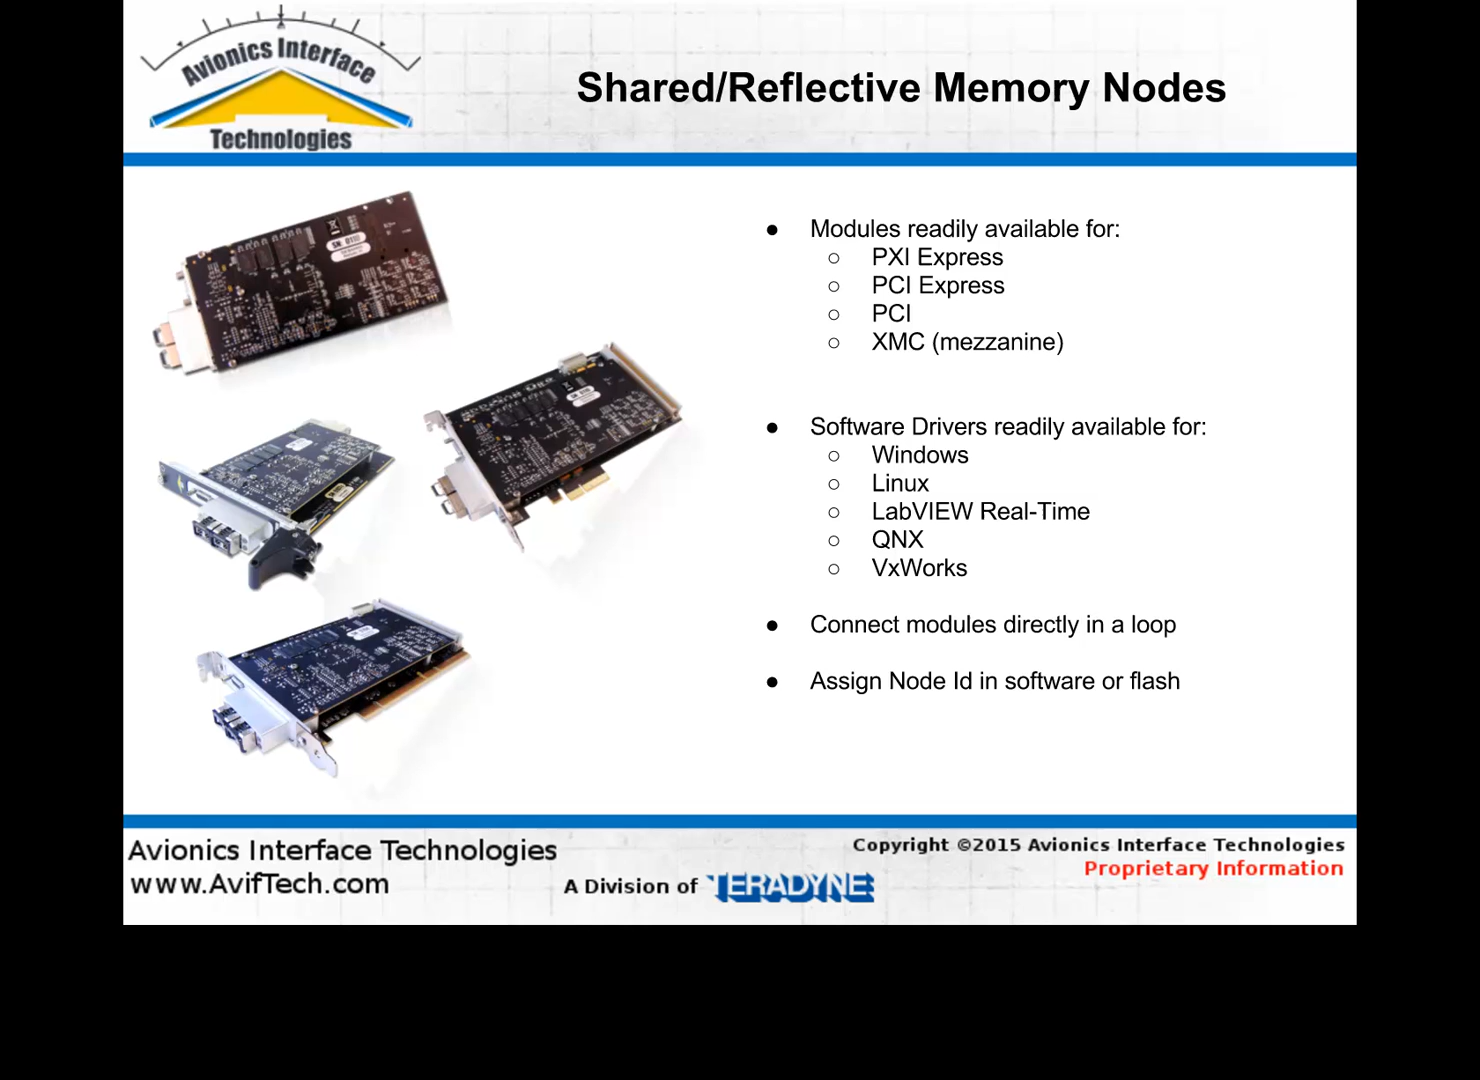 Avionics Interface
Technologies
Shared/Reflective Memory Nodes
● Modules readily available for:
○ PXI Express
○ PCI Express
○ PCI
○ XMC (mezzanine)
● Software Drivers readily available for:
○ Windows
○ Linux
○ LabVIEW Real-Time
○ QNX
○ VxWorks
● Connect modules directly in a loop
● Assign Node Id in software or flash
Avionics Interface Technologies
www.AvifTech.com
A Division of TERADYNE
Copyright ©2015 Avionics Interface Technologies
Proprietary Information